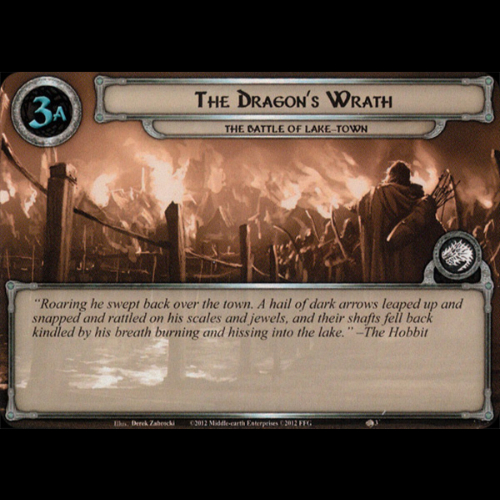 3A
THE DRAGON'S WRATH
THE BATTLE OF LAKE-TOWN
"Roaring he swept back over the town. A hail of dark arrows leaped up and
snapped and rattled on his scales and jewels, and their shafts fell back
kindled by his breath burning and hissing into the lake." –The Hobbit
Illus. Derek Zabrocki ©2012 Middle-earth Enterprises ©2012 FFG 3